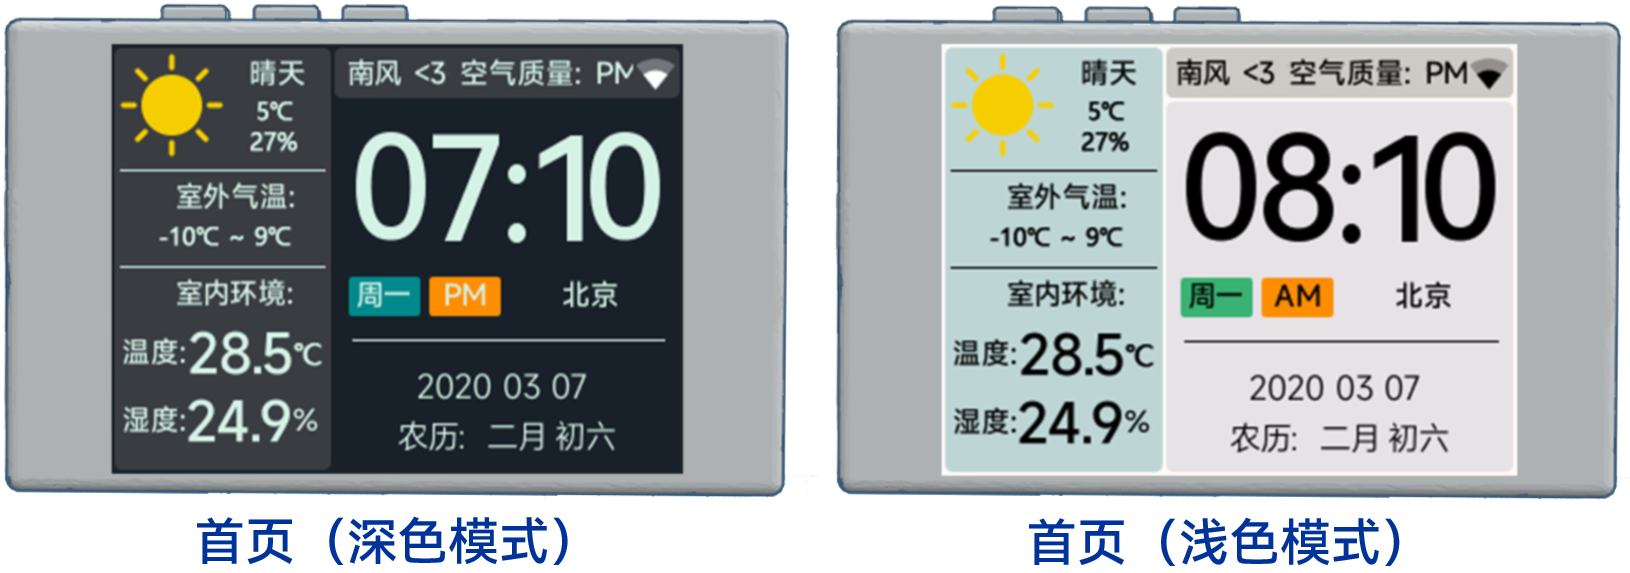 晴天
5℃
27%
室外气温:
-10℃ ~ 9℃
室内环境:
温度:28.5℃
湿度:24.9%
南风 <3 空气质量: PM
07:10
周一 PM 北京
2020 03 07
农历: 二月 初六
首页（深色模式）
晴天
5℃
27%
室外气温:
-10℃ ~ 9℃
室内环境:
温度:28.5℃
湿度:24.9%
南风 <3 空气质量: PM
08:10
周一 AM 北京
2020 03 07
农历: 二月 初六
首页（浅色模式）